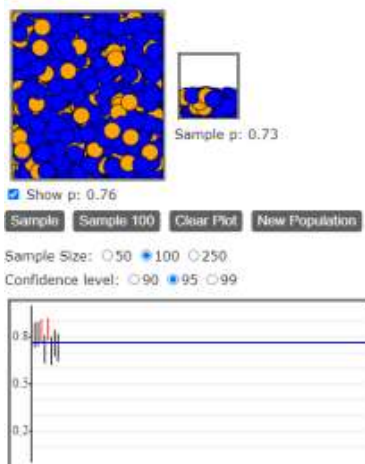 Sample p: 0.73
Show p: 0.76
Sample Sample 100 Clear Plot New Population
Sample Size: 50 100 250
Confidence level: 90 95 99
0.8
0.5
0.2